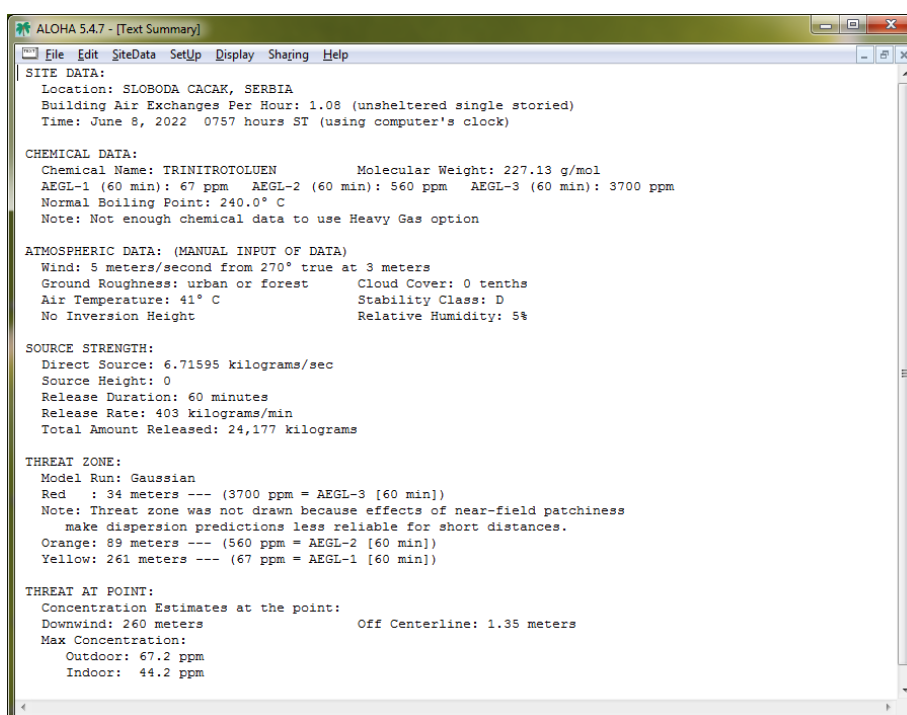 ALOHA 5.4.7 - [Text Summary]
File Edit SiteData SetUp Display Sharing Help
SITE DATA:
Location: SLOBODA CACAK, SERBIA
Building Air Exchanges Per Hour: 1.08 (unsheltered single storied)
Time: June 8, 2022 0757 hours ST (using computer's clock)
CHEMICAL DATA:
Chemical Name: TRINITROTOLUEN Molecular Weight: 227.13 g/mol
AEGL-1 (60 min): 67 ppm AEGL-2 (60 min): 560 ppm AEGL-3 (60 min): 3700 ppm
Normal Boiling Point: 240.0° C
Note: Not enough chemical data to use Heavy Gas option
ATMOSPHERIC DATA: (MANUAL INPUT OF DATA)
Wind: 5 meters/second from 270° true at 3 meters
Ground Roughness: urban or forest Cloud Cover: 0 tenths
Air Temperature: 41° C Stability Class: D
No Inversion Height Relative Humidity: 5%
SOURCE STRENGTH:
Direct Source: 6.71595 kilograms/sec
Source Height: 0
Release Duration: 60 minutes
Release Rate: 403 kilograms/min
Total Amount Released: 24,177 kilograms
THREAT ZONE:
Model Run: Gaussian
Red : 34 meters --- (3700 ppm = AEGL-3 [60 min])
Note: Threat zone was not drawn because effects of near-field patchiness
make dispersion predictions less reliable for short distances.
Orange: 89 meters --- (560 ppm = AEGL-2 [60 min])
Yellow: 261 meters --- (67 ppm = AEGL-1 [60 min])
THREAT AT POINT:
Concentration Estimates at the point:
Downwind: 260 meters Off Centerline: 1.35 meters
Max Concentration:
Outdoor: 67.2 ppm
Indoor: 44.2 ppm